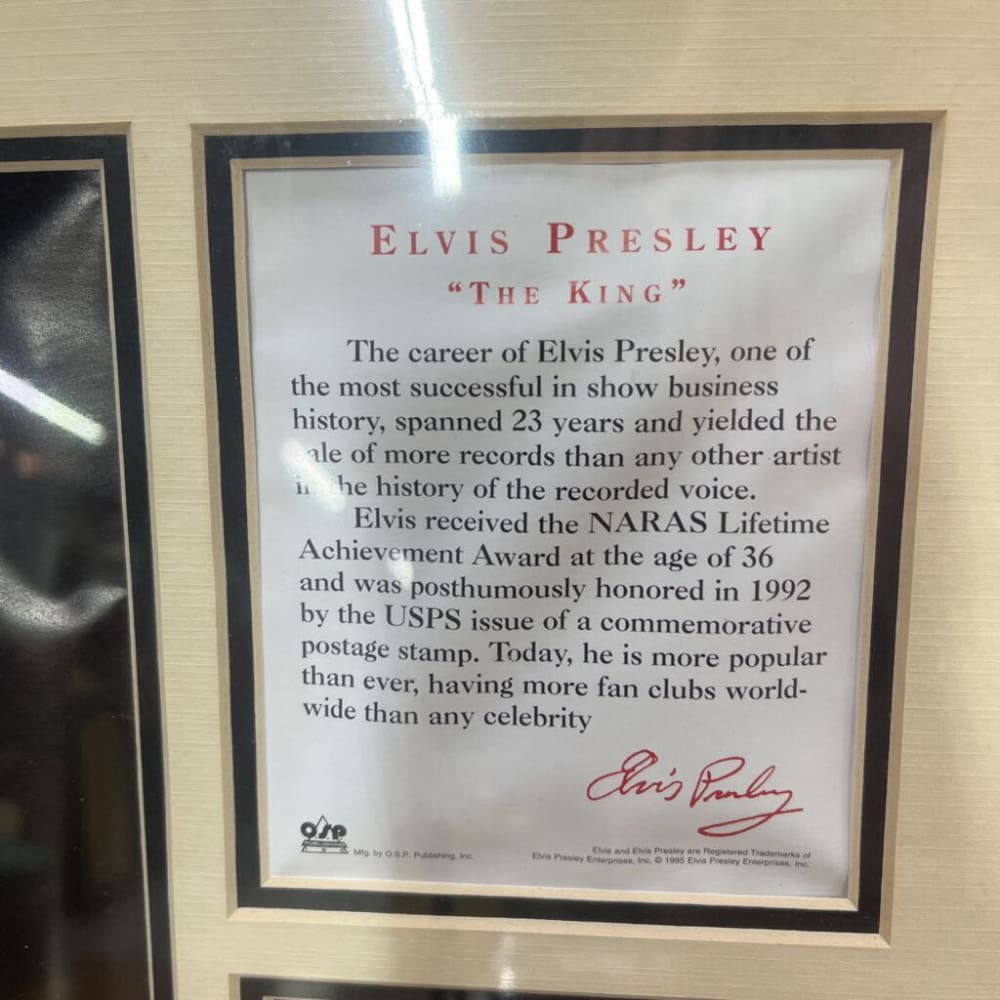 ELVIS PRESLEY
"THE KING"
The career of Elvis Presley, one of
the most successful in show business
history, spanned 23 years and yielded the
sale of more records than any other artist
in the history of the recorded voice.
Elvis received the NARAS Lifetime
Achievement Award at the age of 36
and was posthumously honored in 1992
by the USPS issue of a commemorative
postage stamp. Today, he is more popular
than ever, having more fan clubs world-
wide than any celebrity
Elvis Presley
OSP
Mfg. by O.S.P. Publishing, Inc.
Elvis and Elvis Presley are Registered Trademarks of
Elvis Presley Enterprises, Inc. © 1995 Elvis Presley Enterprises, Inc.